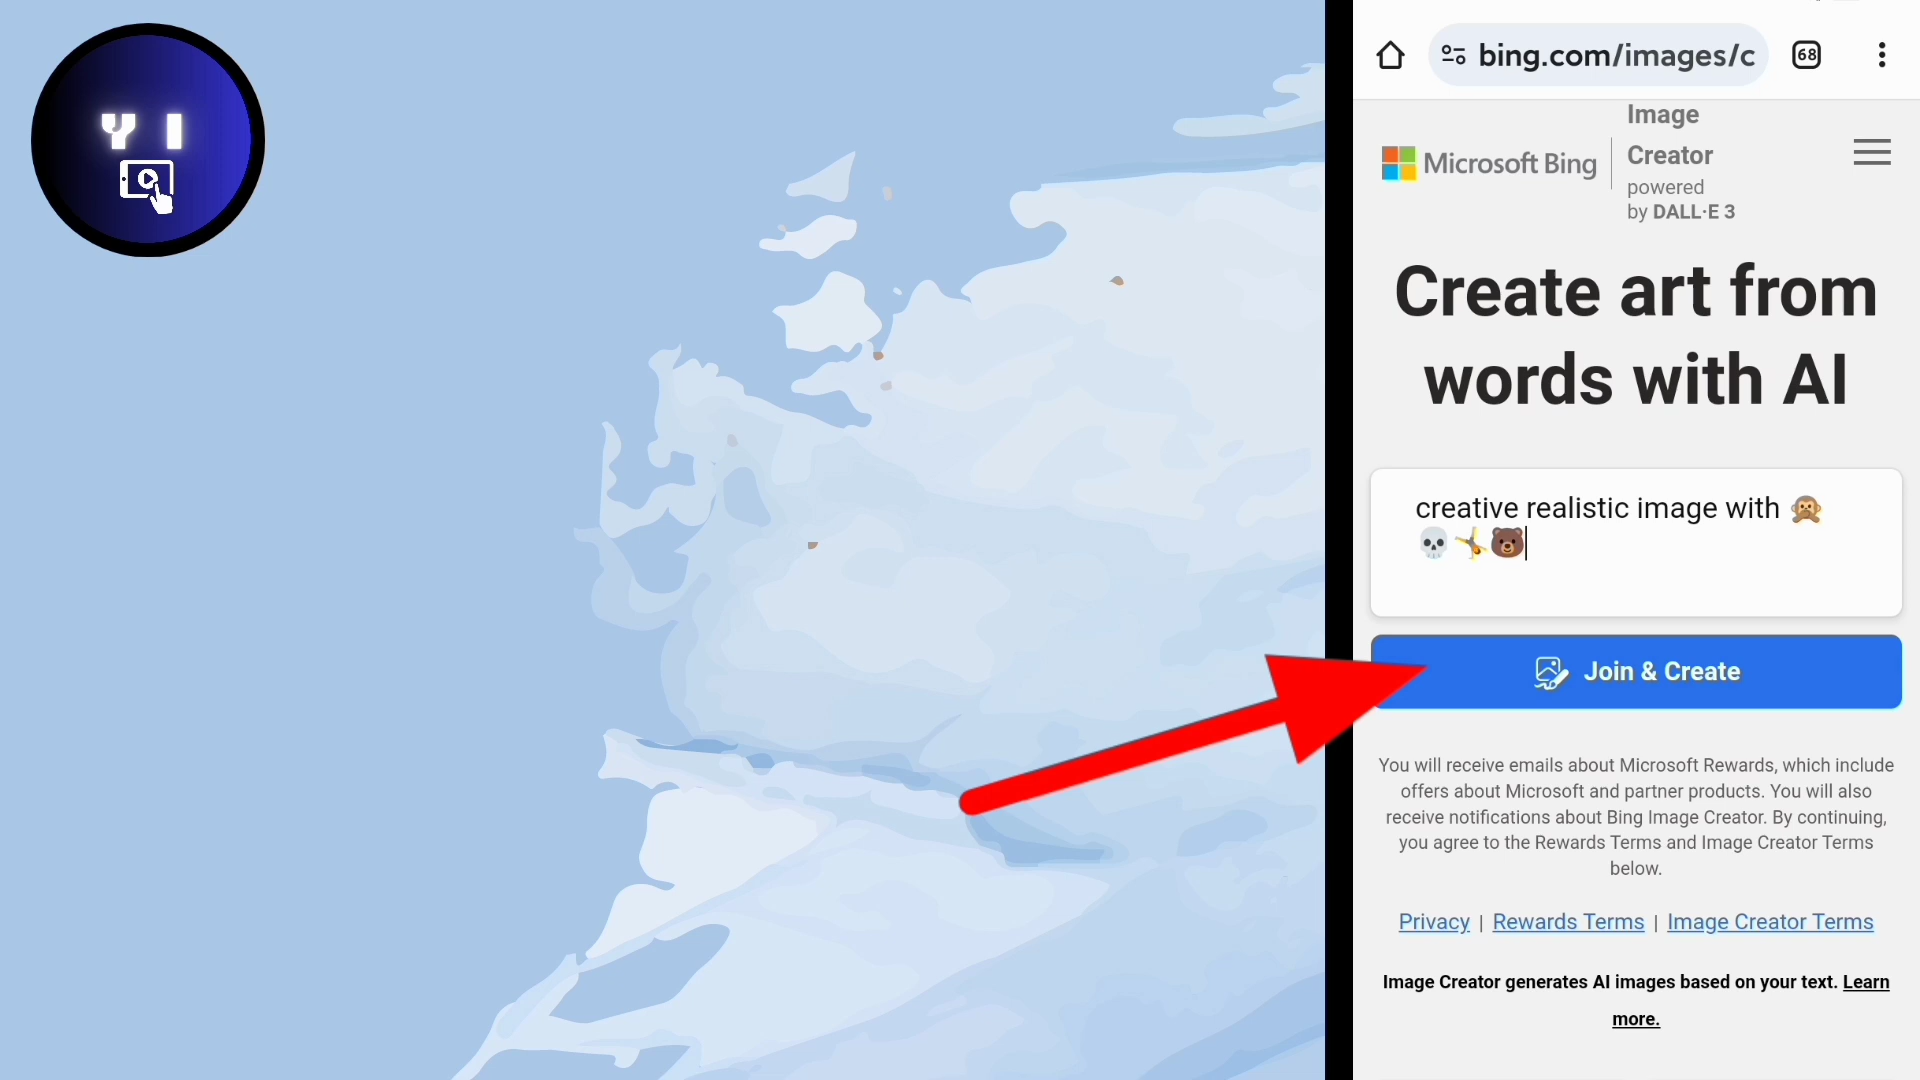 Y I
bing.com/images/c
68
Microsoft Bing
Image
Creator
powered
by DALL·E 3
Create art from
words with AI
creative realistic image with 🙊
💀🤸🐻
Join & Create
You will receive emails about Microsoft Rewards, which include
offers about Microsoft and partner products. You will also
receive notifications about Bing Image Creator. By continuing,
you agree to the Rewards Terms and Image Creator Terms
below.
Privacy | Rewards Terms | Image Creator Terms
Image Creator generates AI images based on your text. Learn
more.